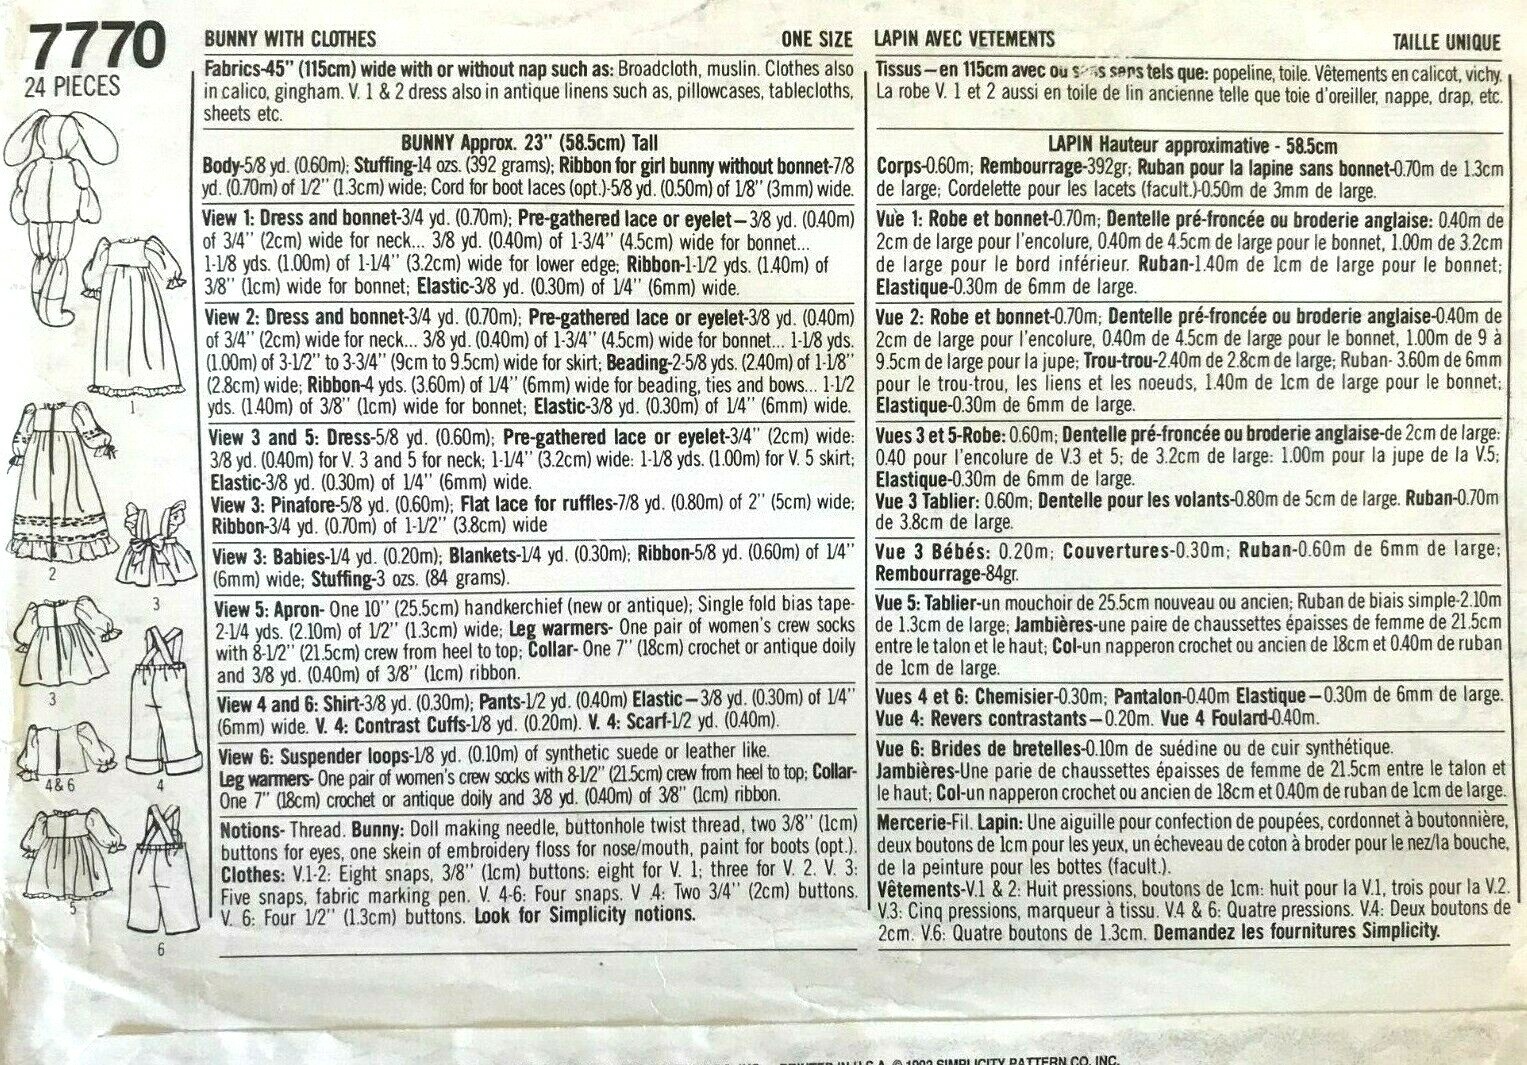 7770
24 PIECES
BUNNY WITH CLOTHES ONE SIZE
Fabrics-45" (115cm) wide with or without nap such as: Broadcloth, muslin. Clothes also
in calico, gingham. V. 1 & 2 dress also in antique linens such as, pillowcases, tablecloths,
sheets etc.
BUNNY Approx. 23" (58.5cm) Tall
Body-5/8 yd. (0.60m); Stuffing-14 ozs. (392 grams); Ribbon for girl bunny without bonnet-7/8
yd. (0.70m) of 1/2" (1.3cm) wide; Cord for boot laces (opt.)-5/8 yd. (0.50m) of 1/8" (3mm) wide.
View 1: Dress and bonnet-3/4 yd. (0.70m); Pre-gathered lace or eyelet—3/8 yd. (0.40m)
of 3/4" (2cm) wide for neck... 3/8 yd. (0.40m) of 1-3/4" (4.5cm) wide for bonnet...
1-1/8 yds. (1.00m) of 1-1/4" (3.2cm) wide for lower edge; Ribbon-1-1/2 yds. (1.40m) of
3/8" (1cm) wide for bonnet; Elastic-3/8 yd. (0.30m) of 1/4" (6mm) wide.
View 2: Dress and bonnet-3/4 yd. (0.70m); Pre-gathered lace or eyelet-3/8 yd. (0.40m)
of 3/4" (2cm) wide for neck... 3/8 yd. (0.40m) of 1-3/4" (4.5cm) wide for bonnet... 1-1/8 yds.
(1.00m) of 3-1/2" to 3-3/4" (9cm to 9.5cm) wide for skirt; Beading-2-5/8 yds. (2.40m) of 1-1/8"
(2.8cm) wide; Ribbon-4 yds. (3.60m) of 1/4" (6mm) wide for beading, ties and bows... 1-1/2
yds. (1.40m) of 3/8" (1cm) wide for bonnet; Elastic-3/8 yd. (0.30m) of 1/4" (6mm) wide.
View 3 and 5: Dress-5/8 yd. (0.60m); Pre-gathered lace or eyelet-3/4" (2cm) wide:
3/8 yd. (0.40m) for V. 3 and 5 for neck; 1-1/4" (3.2cm) wide: 1-1/8 yds. (1.00m) for V. 5 skirt;
Elastic-3/8 yd. (0.30m) of 1/4" (6mm) wide.
View 3: Pinafore-5/8 yd. (0.60m); Flat lace for ruffles-7/8 yd. (0.80m) of 2" (5cm) wide;
Ribbon-3/4 yd. (0.70m) of 1-1/2" (3.8cm) wide
View 3: Babies-1/4 yd. (0.20m); Blankets-1/4 yd. (0.30m); Ribbon-5/8 yd. (0.60m) of 1/4"
(6mm) wide; Stuffing-3 ozs. (84 grams).
View 5: Apron- One 10" (25.5cm) handkerchief (new or antique); Single fold bias tape-
2-1/4 yds. (2.10m) of 1/2" (1.3cm) wide; Leg warmers- One pair of women's crew socks
with 8-1/2" (21.5cm) crew from heel to top; Collar- One 7" (18cm) crochet or antique doily
and 3/8 yd. (0.40m) of 3/8" (1cm) ribbon.
View 4 and 6: Shirt-3/8 yd. (0.30m); Pants-1/2 yd. (0.40m) Elastic—3/8 yd. (0.30m) of 1/4"
(6mm) wide. V. 4: Contrast Cuffs-1/8 yd. (0.20m). V. 4: Scarf-1/2 yd. (0.40m).
View 6: Suspender loops-1/8 yd. (0.10m) of synthetic suede or leather like.
Leg warmers- One pair of women's crew socks with 8-1/2" (21.5cm) crew from heel to top; Collar-
One 7" (18cm) crochet or antique doily and 3/8 yd. (0.40m) of 3/8" (1cm) ribbon.
Notions- Thread. Bunny: Doll making needle, buttonhole twist thread, two 3/8" (1cm)
buttons for eyes, one skein of embroidery floss for nose/mouth, paint for boots (opt.).
Clothes: V.1-2: Eight snaps, 3/8" (1cm) buttons: eight for V. 1; three for V. 2. V. 3:
Five snaps, fabric marking pen. V. 4-6: Four snaps. V .4: Two 3/4" (2cm) buttons.
V. 6: Four 1/2" (1.3cm) buttons. Look for Simplicity notions.
LAPIN AVEC VETEMENTS TAILLE UNIQUE
Tissus—en 115cm avec ou sens tels que: popeline, toile. Vêtements en calicot, vichy.
La robe V. 1 et 2 aussi en toile de lin ancienne telle que toie d'oreiller, nappe, drap, etc.
LAPIN Hauteur approximative - 58.5cm
Corps-0.60m; Rembourrage-392gr; Ruban pour la lapine sans bonnet-0.70m de 1.3cm
de large; Cordelette pour les lacets (facult.)-0.50m de 3mm de large.
Vue 1: Robe et bonnet-0.70m; Dentelle pré-froncée ou broderie anglaise: 0.40m de
2cm de large pour l'encolure, 0.40m de 4.5cm de large pour le bonnet, 1.00m de 3.2cm
de large pour le bord inférieur. Ruban-1.40m de 1cm de large pour le bonnet;
Elastique-0.30m de 6mm de large.
Vue 2: Robe et bonnet-0.70m; Dentelle pré-froncée ou broderie anglaise-0.40m de
2cm de large pour l'encolure, 0.40m de 4.5cm de large pour le bonnet, 1.00m de 9 à
9.5cm de large pour la jupe; Trou-trou-2.40m de 2.8cm de large; Ruban- 3.60m de 6mm
pour le trou-trou, les liens et les noeuds, 1.40m de 1cm de large pour le bonnet;
Elastique-0.30m de 6mm de large.
Vues 3 et 5-Robe: 0.60m; Dentelle pré-froncée ou broderie anglaise-de 2cm de large:
0.40 pour l'encolure de V.3 et 5; de 3.2cm de large: 1.00m pour la jupe de la V.5;
Elastique-0.30m de 6mm de large.
Vue 3 Tablier: 0.60m; Dentelle pour les volants-0.80m de 5cm de large. Ruban-0.70m
de 3.8cm de large.
Vue 3 Bébés: 0.20m; Couvertures-0.30m; Ruban-0.60m de 6mm de large;
Rembourrage-84gr.
Vue 5: Tablier-un mouchoir de 25.5cm nouveau ou ancien; Ruban de biais simple-2.10m
de 1.3cm de large; Jambières-une paire de chaussettes épaisses de femme de 21.5cm
entre le talon et le haut; Col-un napperon crochet ou ancien de 18cm et 0.40m de ruban
de 1cm de large.
Vues 4 et 6: Chemisier-0.30m; Pantalon-0.40m Elastique—0.30m de 6mm de large.
Vue 4: Revers contrastants—0.20m. Vue 4 Foulard-0.40m.
Vue 6: Brides de bretelles-0.10m de suédine ou de cuir synthétique.
Jambières-Une parie de chaussettes épaisses de femme de 21.5cm entre le talon et
le haut; Col-un napperon crochet ou ancien de 18cm et 0.40m de ruban de 1cm de large.
Mercerie-Fil. Lapin: Une aiguille pour confection de poupées, cordonnet à boutonnière,
deux boutons de 1cm pour les yeux, un écheveau de coton à broder pour le nez/la bouche,
de la peinture pour les bottes (facult.).
Vêtements-V.1 & 2: Huit pressions, boutons de 1cm: huit pour la V.1, trois pour la V.2.
V.3: Cinq pressions, marqueur à tissu. V.4 & 6: Quatre pressions. V.4: Deux boutons de
2cm. V.6: Quatre boutons de 1.3cm. Demandez les fournitures Simplicity.
1
2
3
3
4 & 6
4
5
6
PRINTED IN U.S.A. © 1992 SIMPLICITY PATTERN CO. INC.